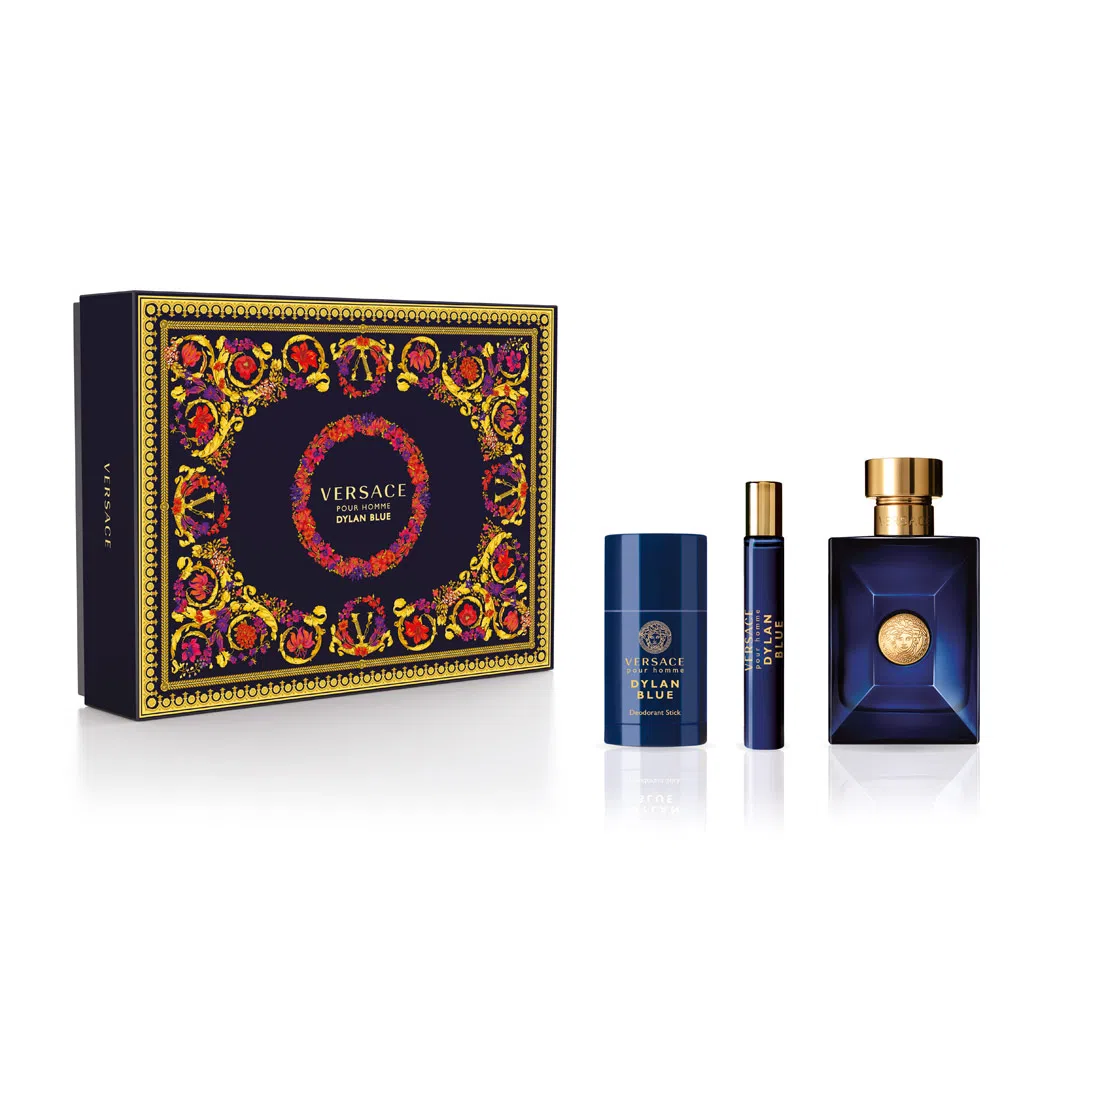 VERSACE
VERSACE
POUR HOMME
DYLAN BLUE
V
V
V
V
VERSACE
pour homme
DYLAN
BLUE
Deodorant Stick
VERSACE
pour homme
DYLAN
BLUE
VERSACE